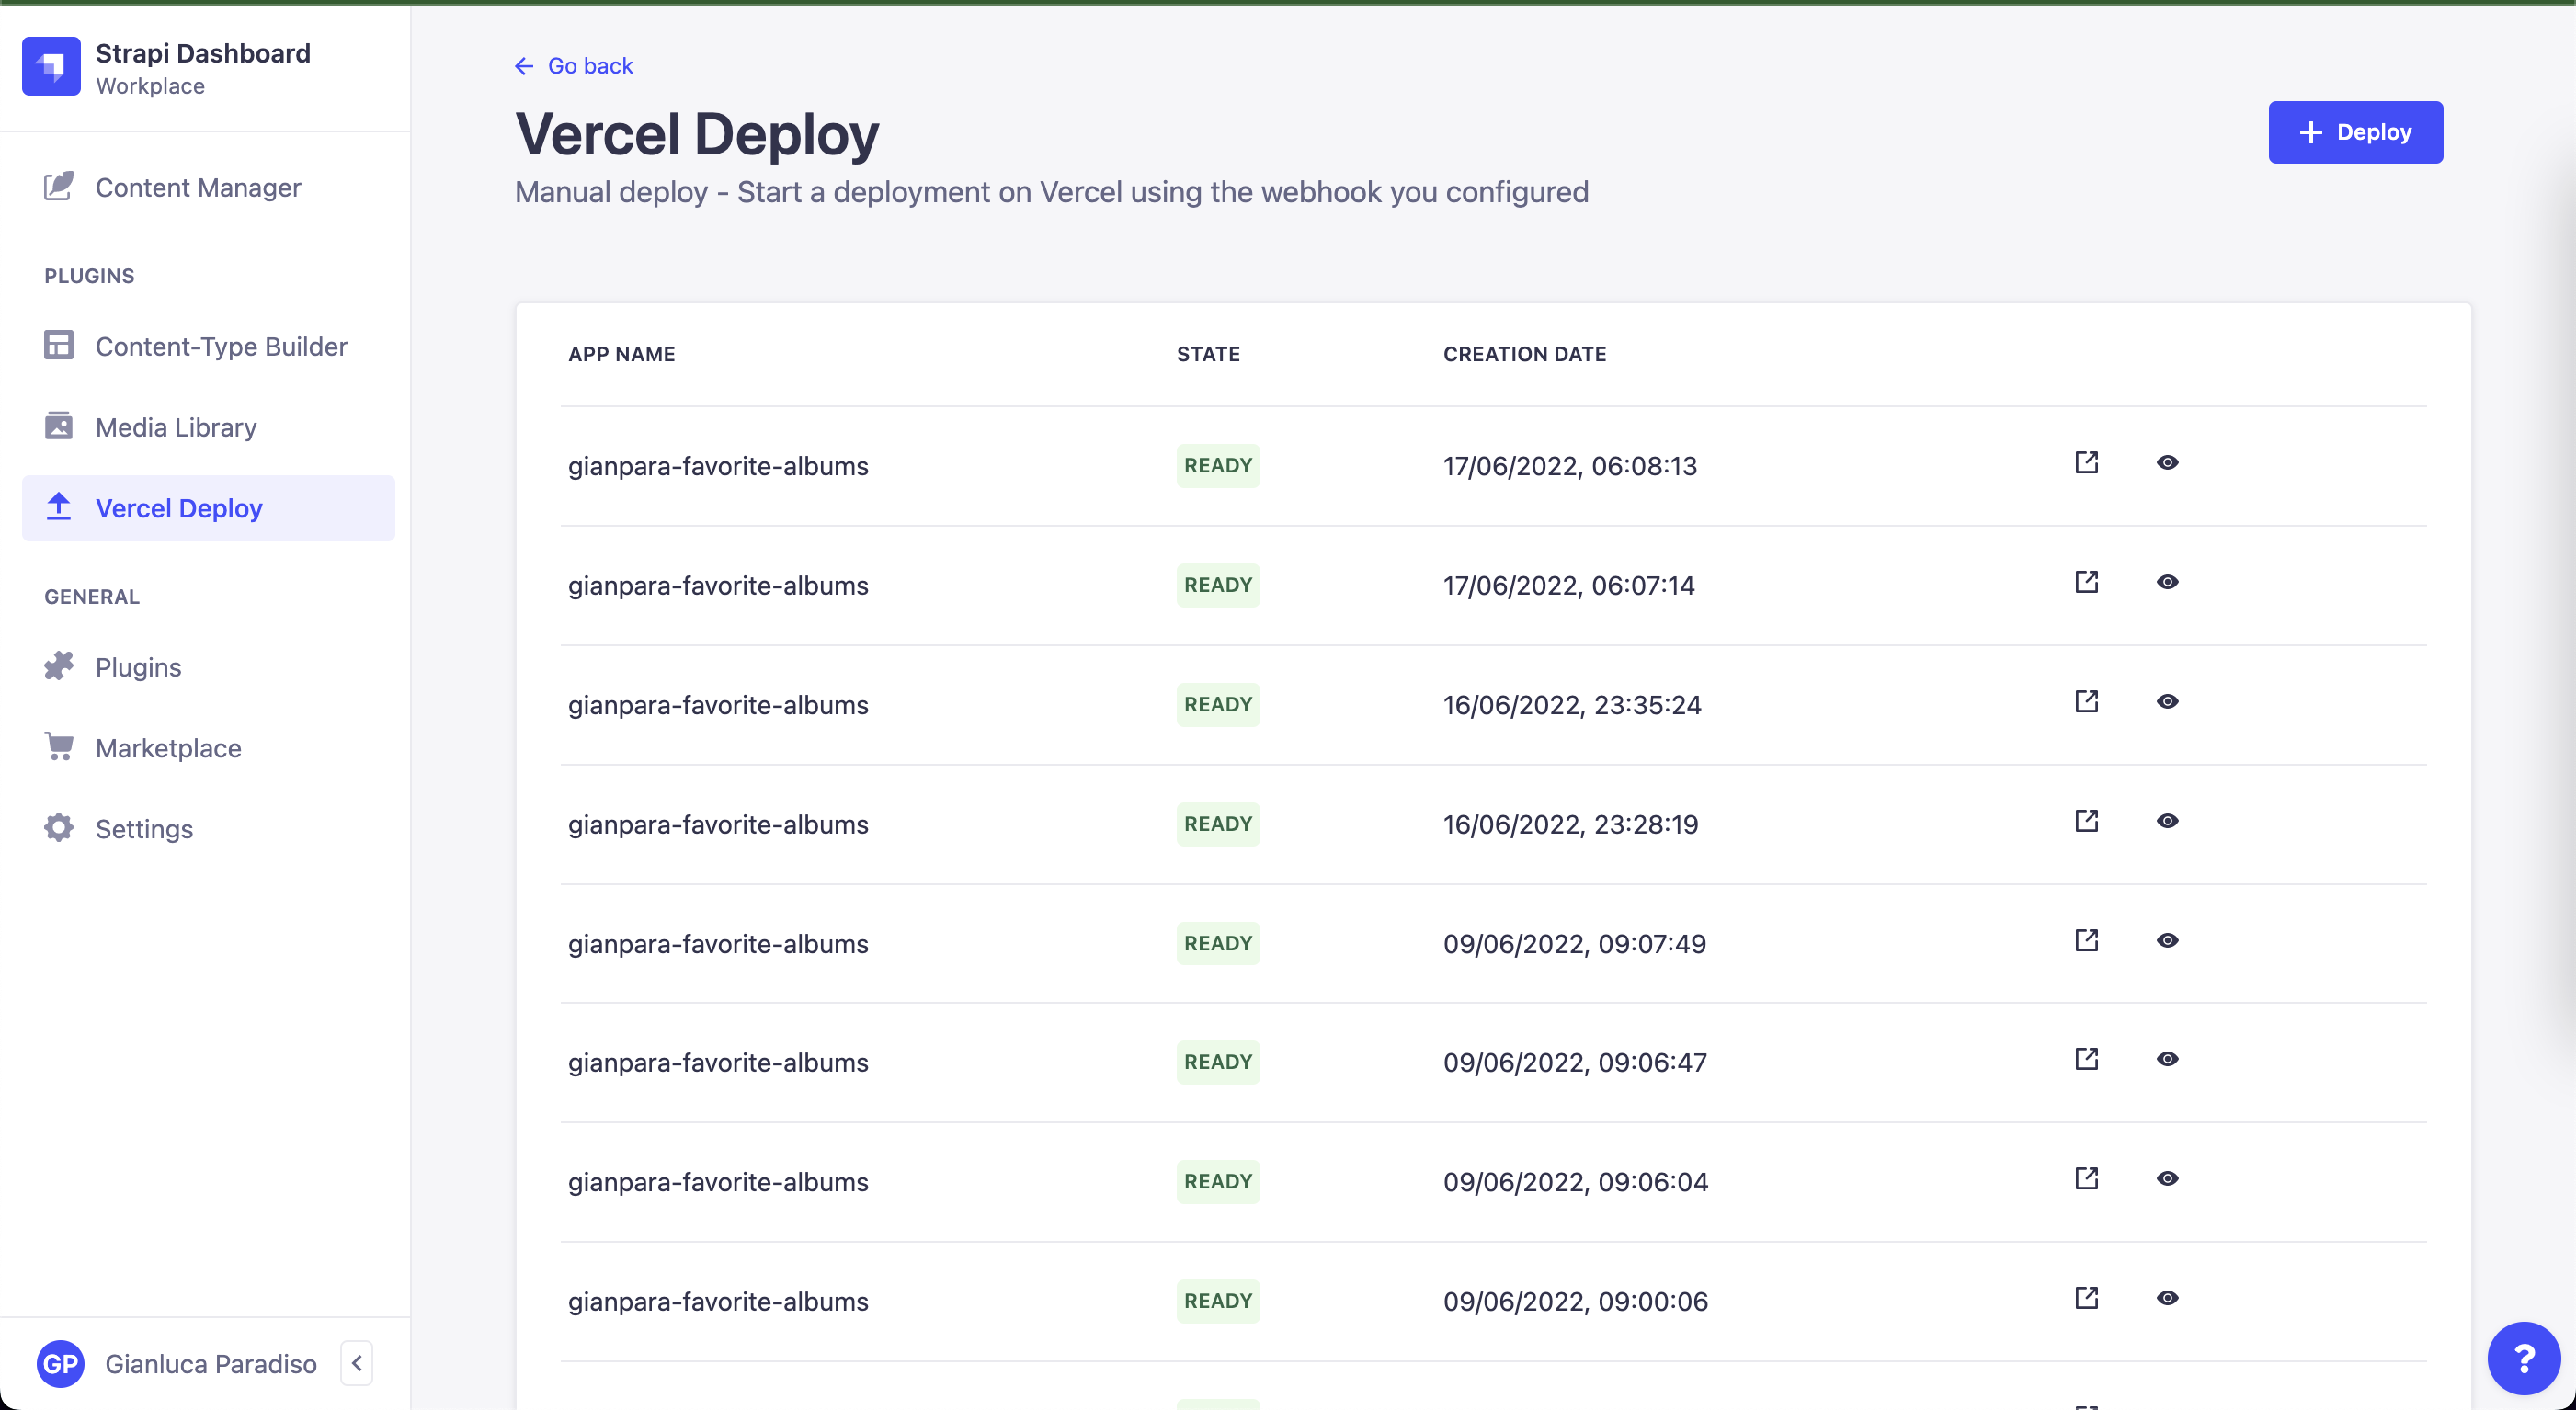 Strapi Dashboard
Workplace
Content Manager
PLUGINS
Content-Type Builder
Media Library
Vercel Deploy
GENERAL
Plugins
Marketplace
Settings
GP Gianluca Paradiso
Go back
Vercel Deploy
Deploy
Manual deploy - Start a deployment on Vercel using the webhook you configured
APP NAME STATE CREATION DATE
gianpara-favorite-albums READY 17/06/2022, 06:08:13
gianpara-favorite-albums READY 17/06/2022, 06:07:14
gianpara-favorite-albums READY 16/06/2022, 23:35:24
gianpara-favorite-albums READY 16/06/2022, 23:28:19
gianpara-favorite-albums READY 09/06/2022, 09:07:49
gianpara-favorite-albums READY 09/06/2022, 09:06:47
gianpara-favorite-albums READY 09/06/2022, 09:06:04
gianpara-favorite-albums READY 09/06/2022, 09:00:06
?